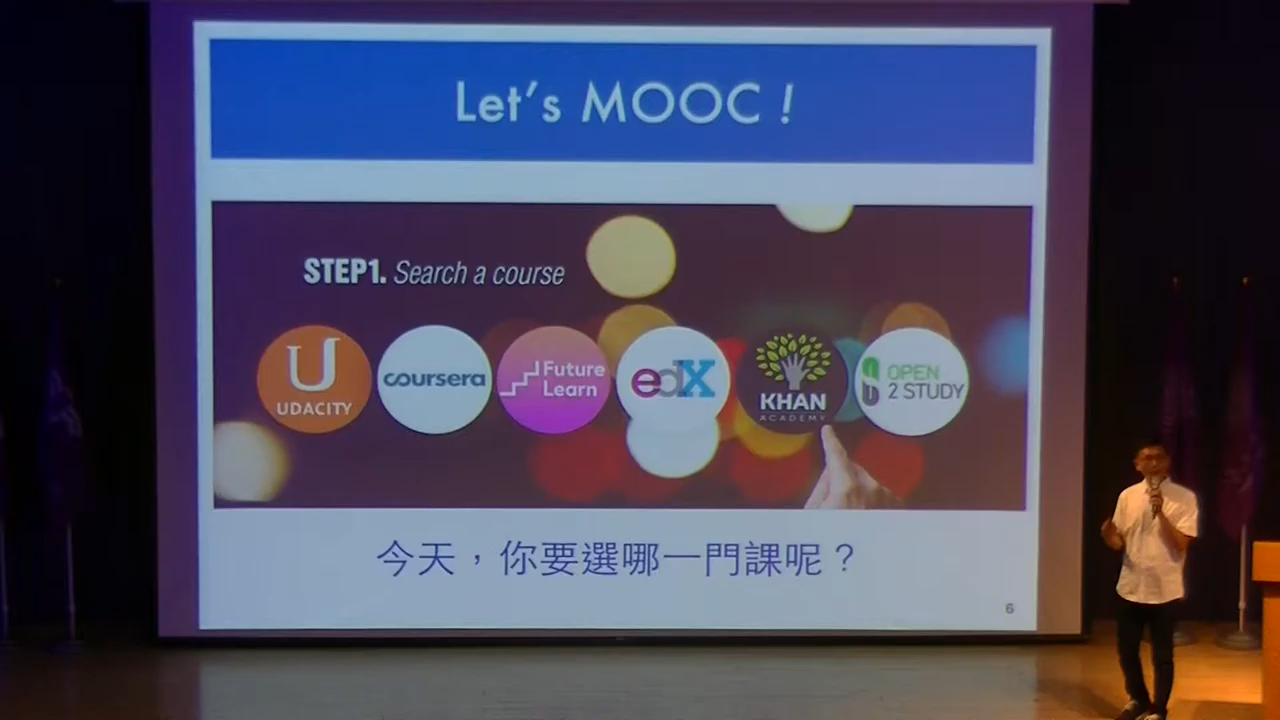 Let's MOOC !
STEP1. Search a course
U
UDACITY
coursera
Future
Learn
edX
KHAN
ACADEMY
OPEN
2 STUDY
今天，你要選哪一門課呢？
6